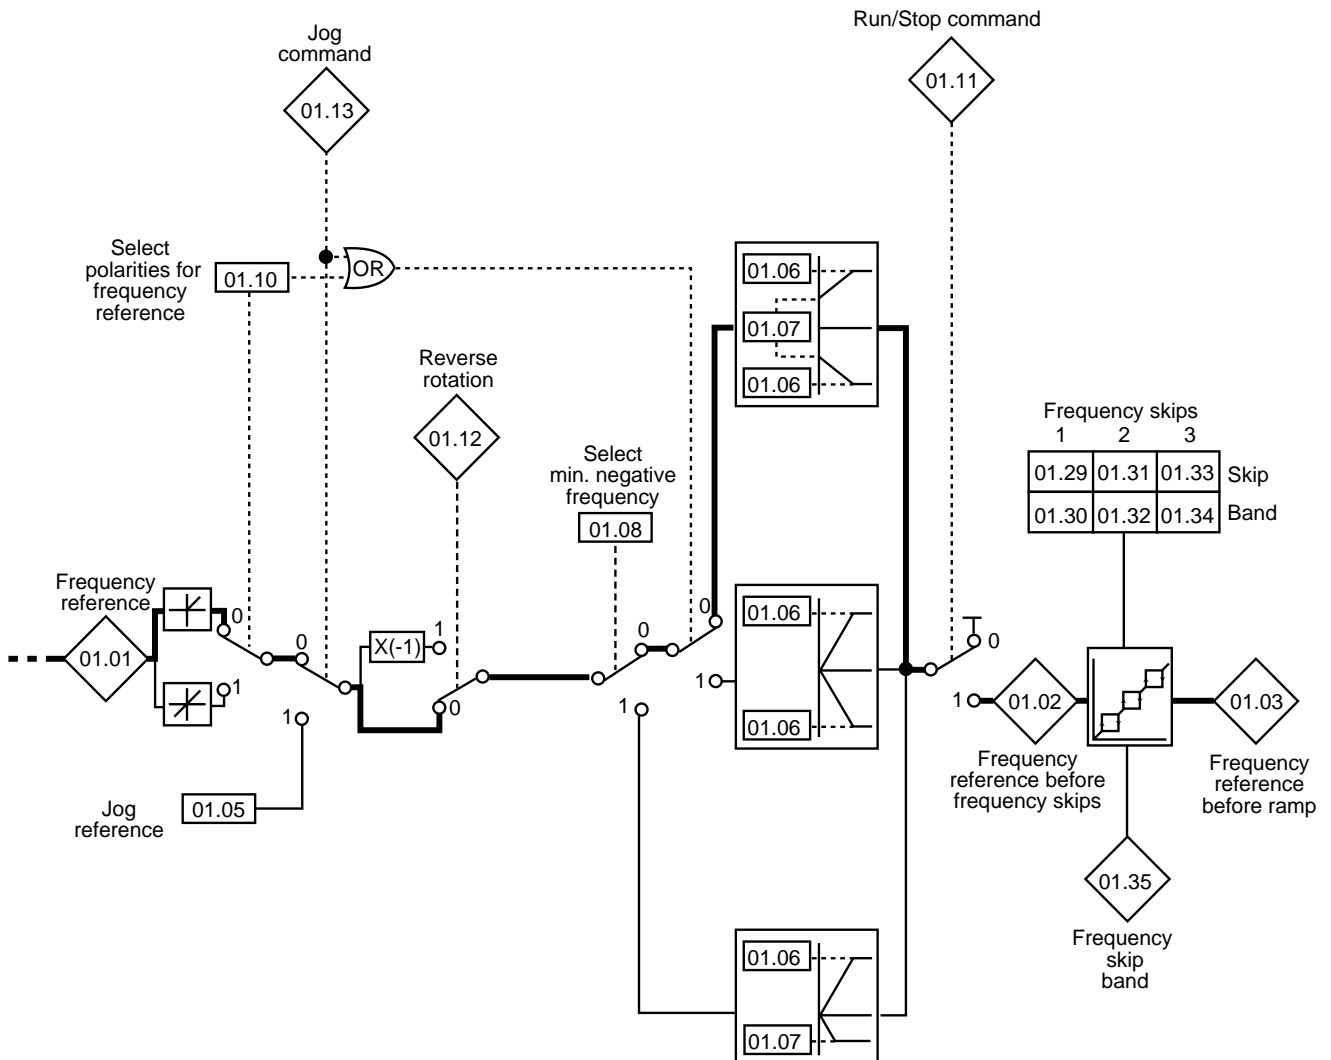 Jog
command
01.13
Run/Stop command
01.11
Select
polarities for
frequency
reference
01.10
OR
01.06
01.07
01.06
Reverse
rotation
01.12
Select
min. negative
frequency
01.08
Frequency skips
1 2 3
01.29 01.31 01.33 Skip
01.30 01.32 01.34 Band
Frequency
reference
01.01
0
1
0
1
X(-1)
1
0
0
1
0
1
01.06
01.06
0
1
01.02
01.03
Frequency
reference before
frequency skips
Frequency
reference
before ramp
Jog
reference
01.05
01.35
Frequency
skip
band
01.06
01.07